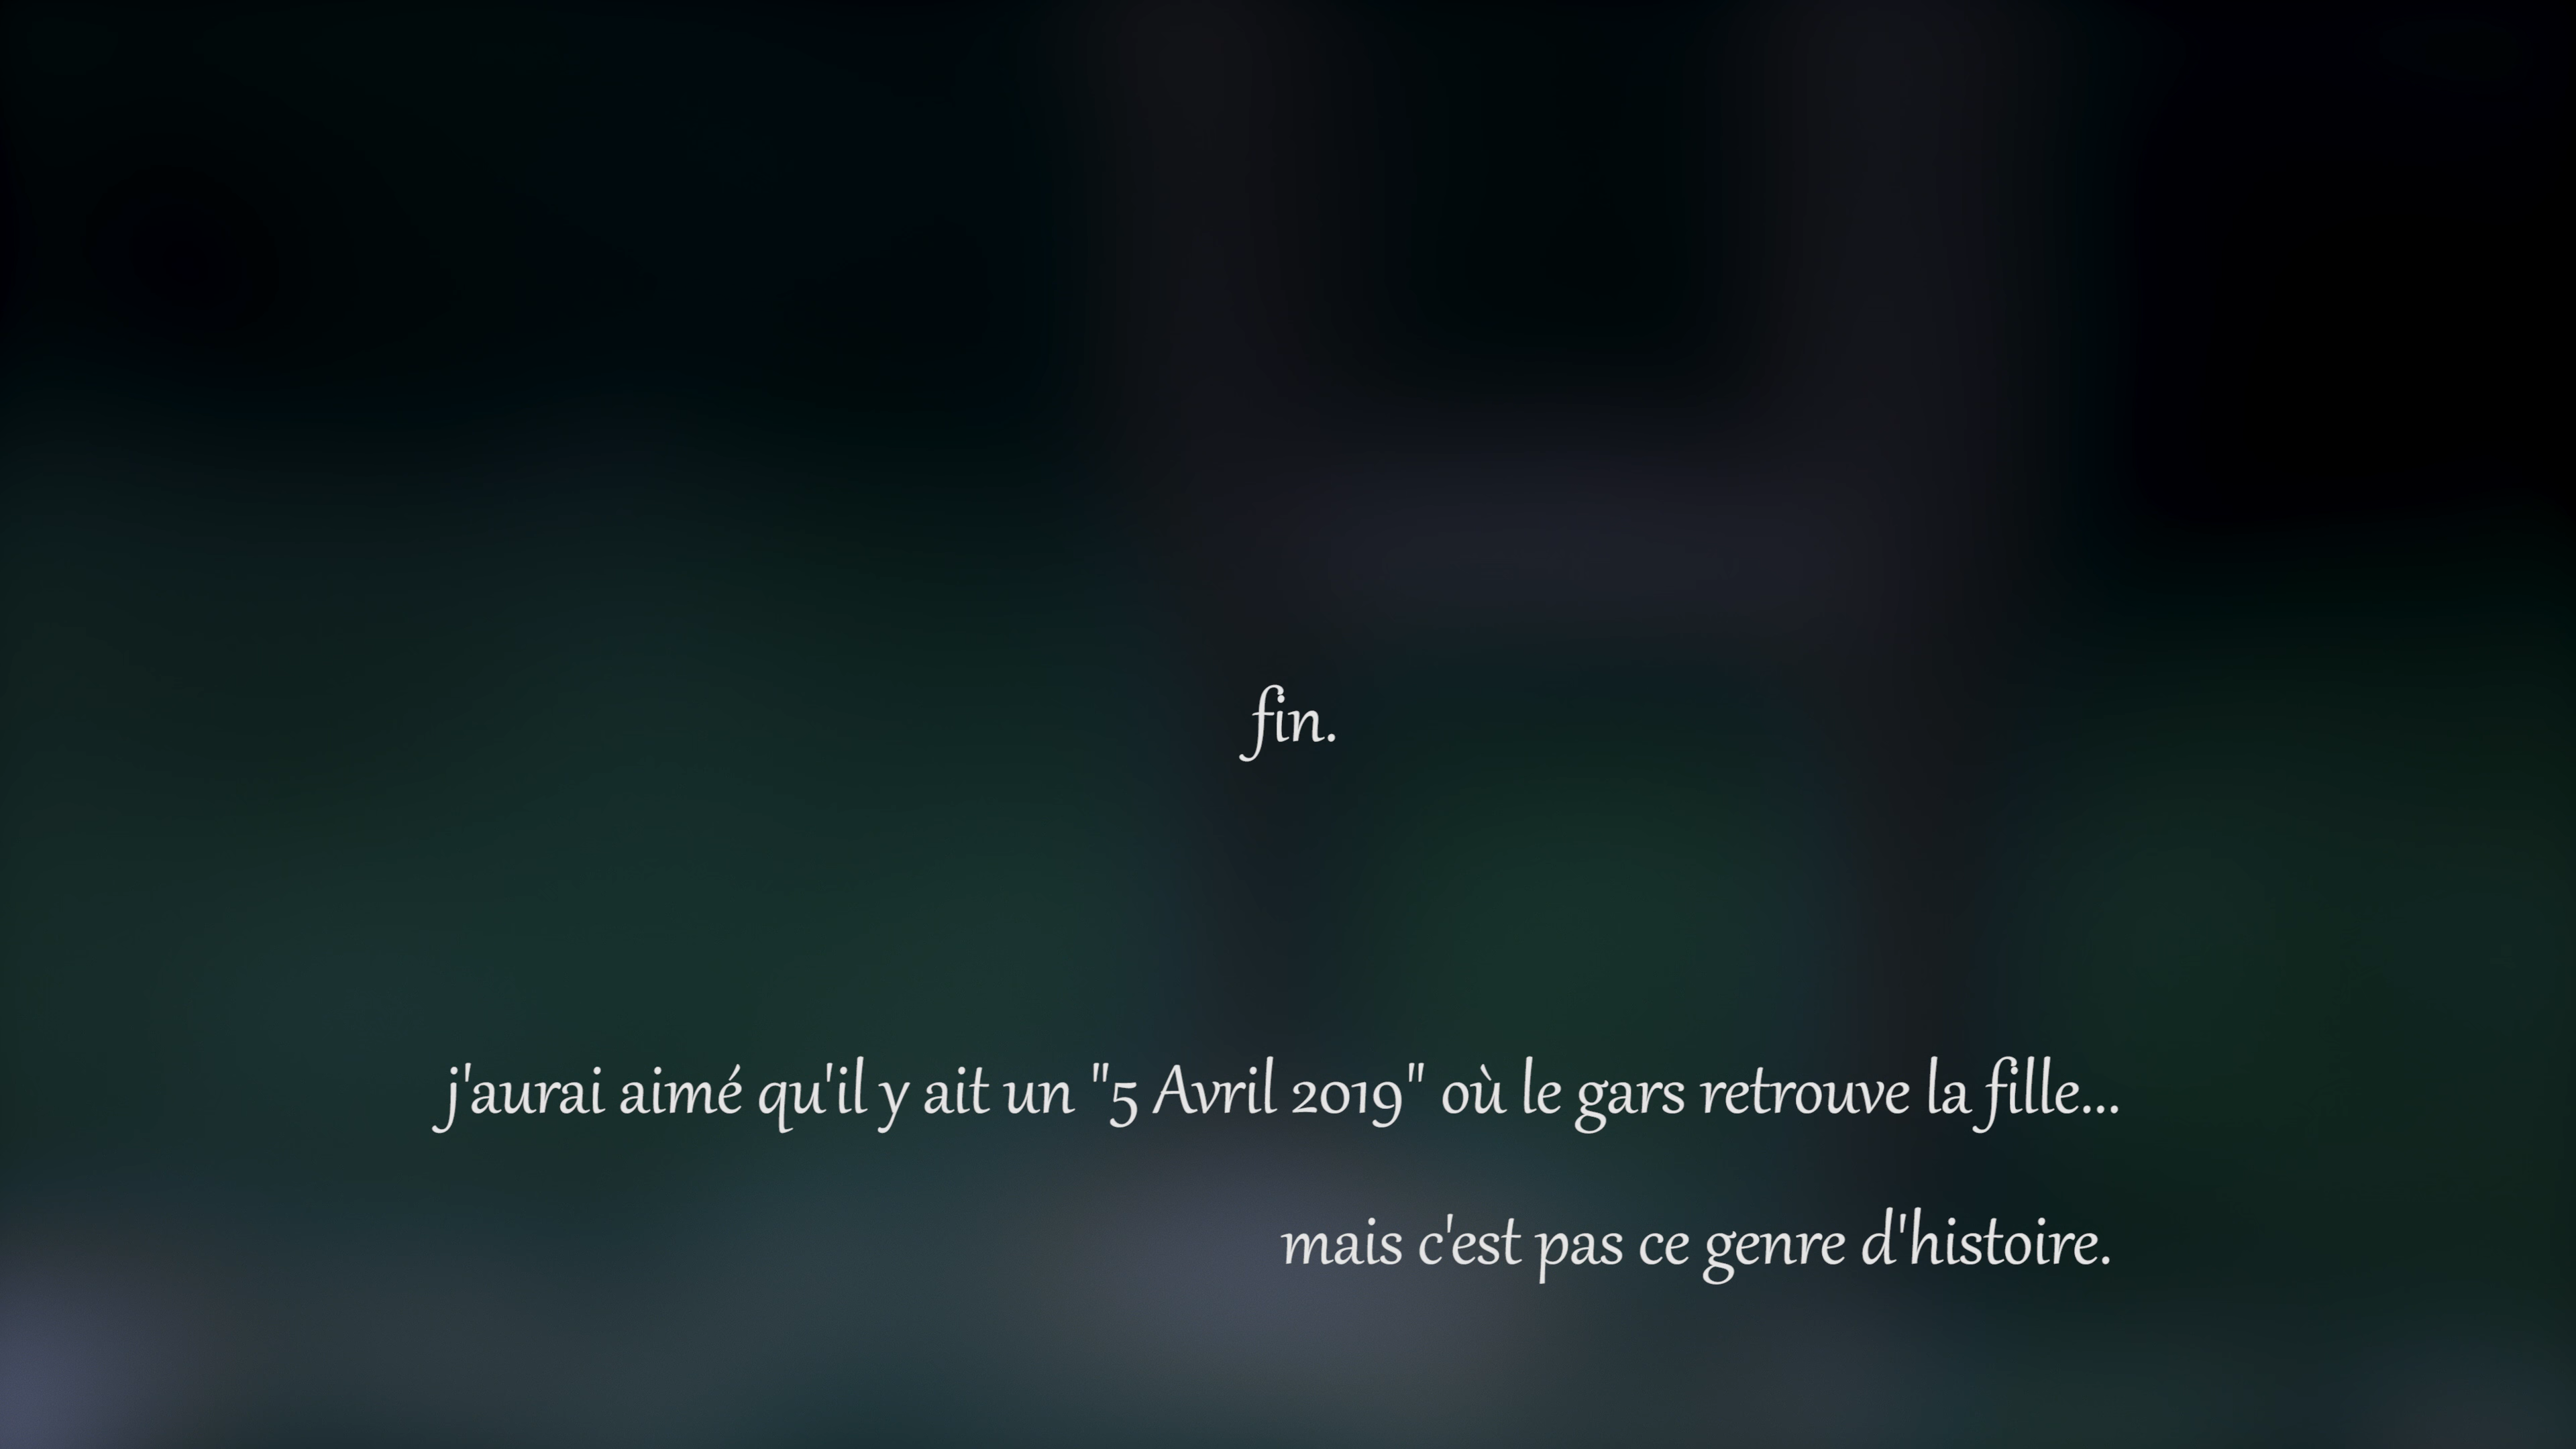 fin.
j'aurai aimé qu'il y ait un "5 Avril 2019" où le gars retrouve la fille...
mais c'est pas ce genre d'histoire.